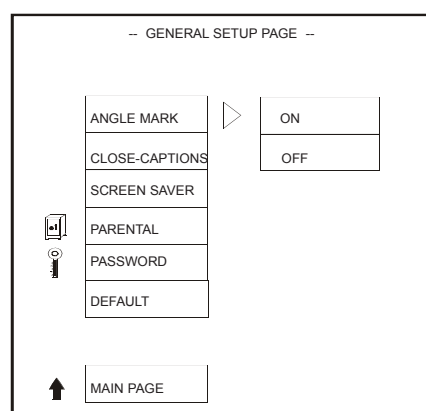 -- GENERAL SETUP PAGE --
ANGLE MARK
ON
CLOSE-CAPTIONS
OFF
SCREEN SAVER
PARENTAL
PASSWORD
DEFAULT
MAIN PAGE